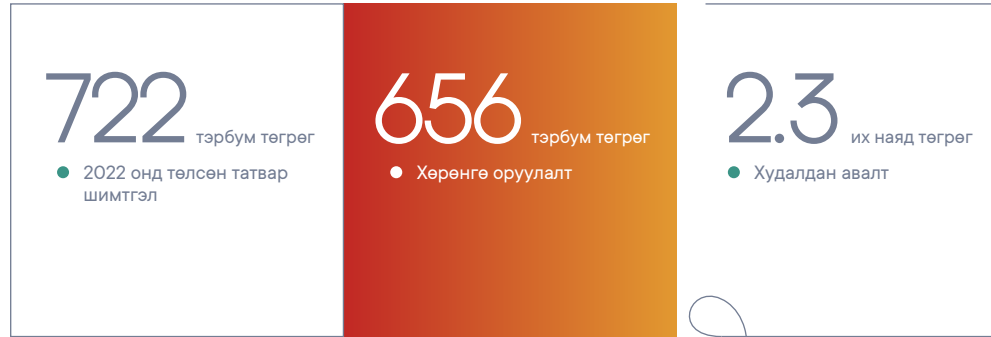 722 тэрбум төгрөг
2022 онд төлсөн татвар
шимтгэл
656 тэрбум төгрөг
Хөрөнгө оруулалт
2.3 их наяд төгрөг
Худалдан авалт